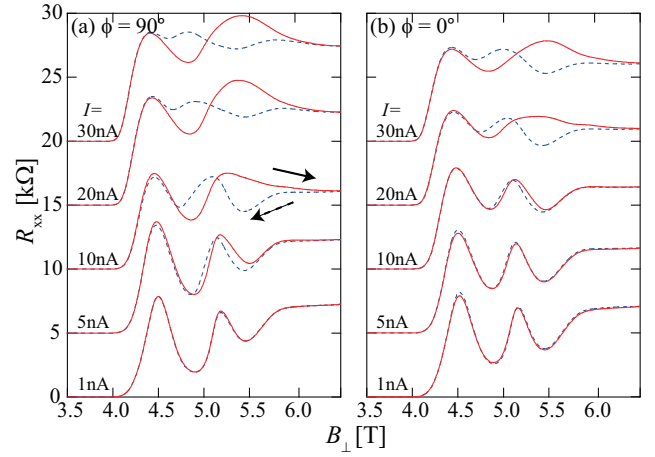 (a) ϕ = 90°
(b) ϕ = 0°
30
25
20
15
10
5
0
R_xx [kΩ]
I=
30nA
20nA
10nA
5nA
1nA
I=
30nA
20nA
10nA
5nA
1nA
3.5 4.0 4.5 5.0 5.5 6.0
3.5 4.0 4.5 5.0 5.5 6.0
B_⊥ [T]